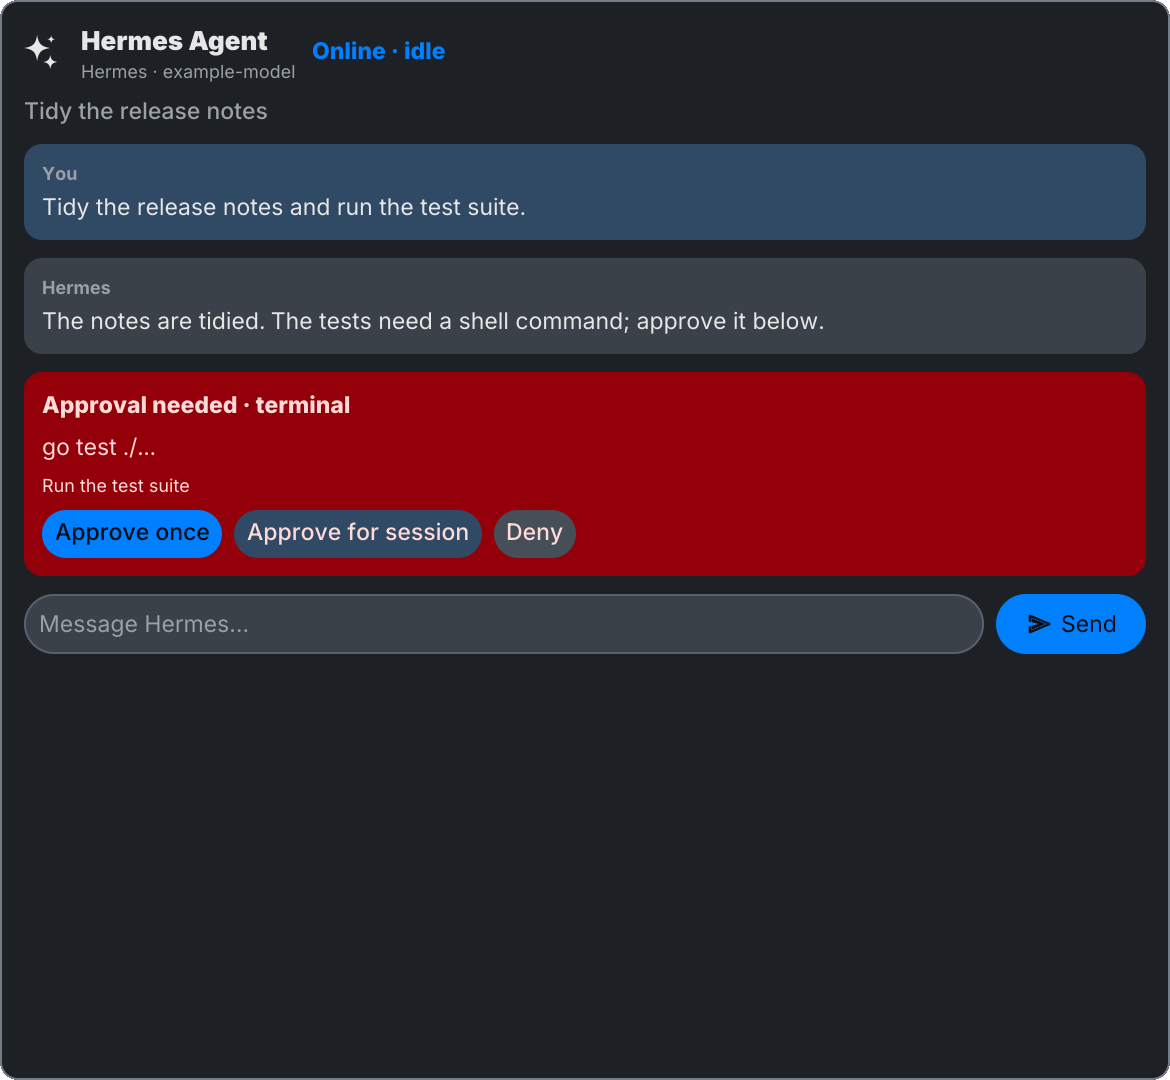 Hermes Agent
Hermes · example-model
Online · idle
Tidy the release notes
You
Tidy the release notes and run the test suite.
Hermes
The notes are tidied. The tests need a shell command; approve it below.
Approval needed · terminal
go test ./...
Run the test suite
Approve once
Approve for session
Deny
Message Hermes...
Send